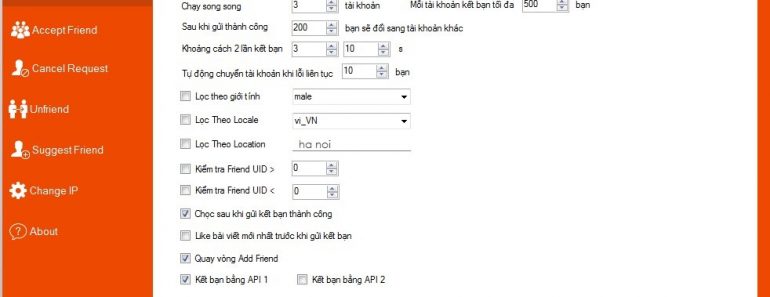 Chạy song song 3 tài khoản Mỗi tài khoản kết bạn tối đa 500 bạn
Accept Friend
Sau khi gửi thành công 200 bạn sẽ đổi sang tài khoản khác
Khoảng cách 2 lần kết bạn 3 10 s
Cancel Request
Tự động chuyển tài khoản khi lỗi liên tục 10 bạn
Lọc theo giới tính male
Unfriend
Lọc Theo Locale vi_VN
Suggest Friend
Lọc Theo Location ha noi
Kiểm tra Friend UID > 0
Change IP
Kiểm tra Friend UID < 0
Chọc sau khi gửi kết bạn thành công
About
Like bài viết mới nhất trước khi gửi kết bạn
Quay vòng Add Friend
Kết bạn bằng API 1 Kết bạn bằng API 2